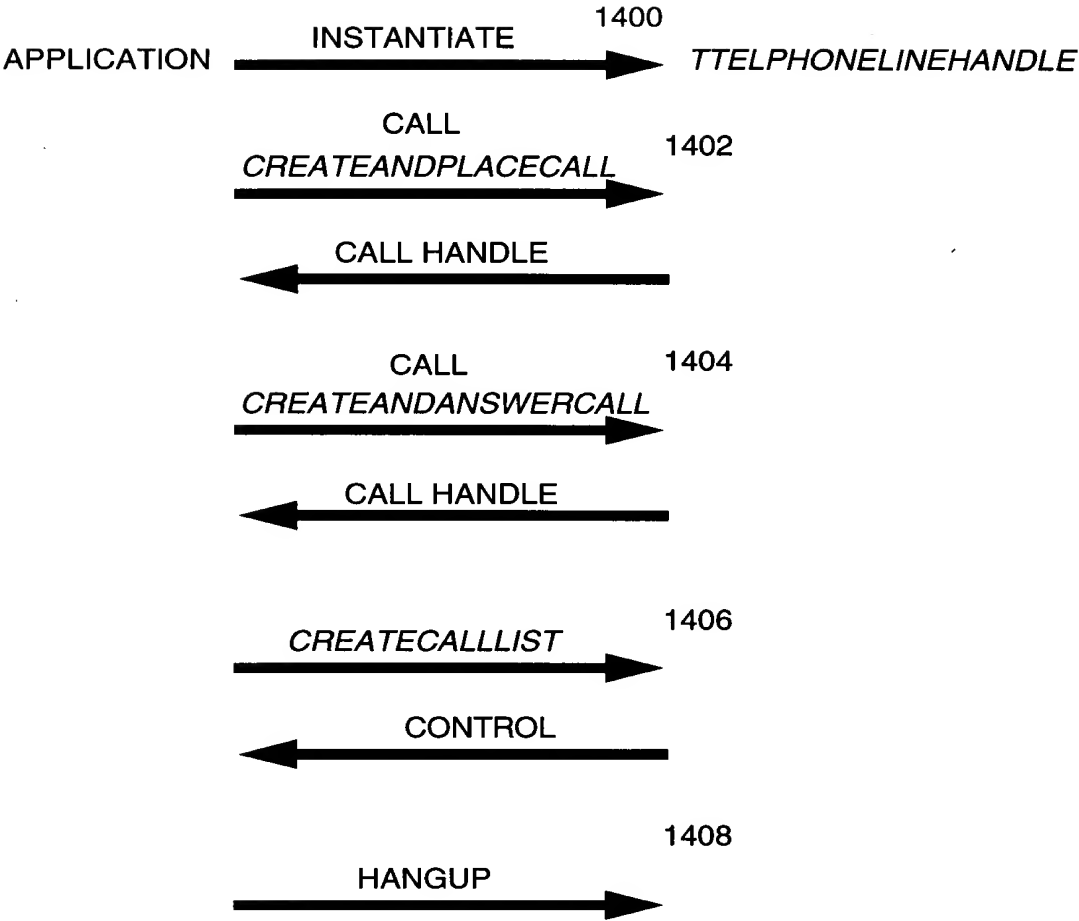 1400
INSTANTIATE
APPLICATION
TTELPHONELINEHANDLE
CALL
1402
CREATEANDPLACECALL
CALL HANDLE
1404
CALL
CREATEANDANSWERCALL
CALL HANDLE
1406
CREATECALLLIST
CONTROL
1408
HANGUP